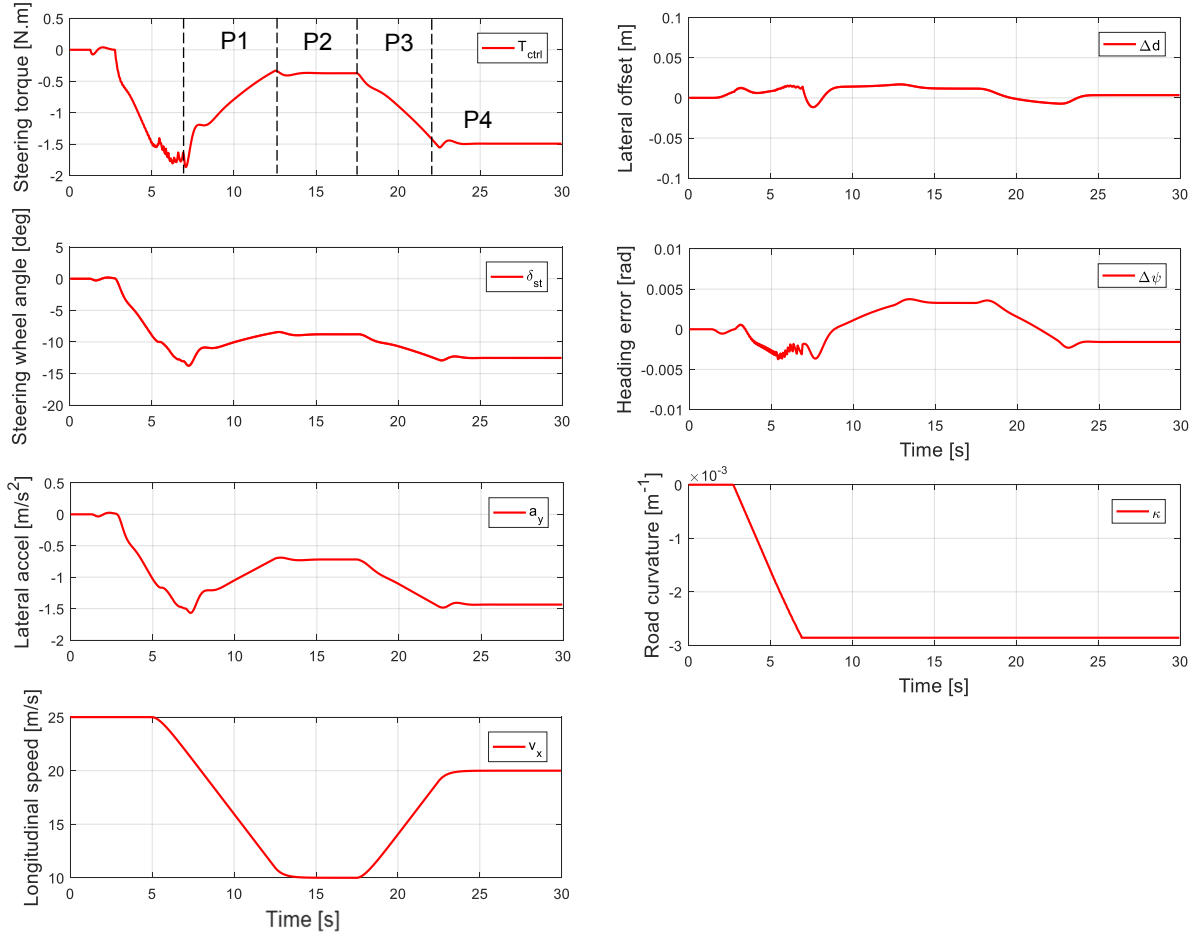 Steering torque [N.m]
0.5
0
-0.5
-1
-1.5
-2
P1 P2 P3
P4
T_ctrl
0 5 10 15 20 25 30
Steering wheel angle [deg]
5
0
-5
-10
-15
-20
δ_st
0 5 10 15 20 25 30
Lateral accel [m/s²]
0.5
0
-0.5
-1
-1.5
-2
a_y
0 5 10 15 20 25 30
Longitudinal speed [m/s]
25
20
15
10
v_x
0 5 10 15 20 25 30
Time [s]
Lateral offset [m]
0.1
0.05
0
-0.05
-0.1
Δd
0 5 10 15 20 25 30
Heading error [rad]
0.01
0.005
0
-0.005
-0.01
Δψ
0 5 10 15 20 25 30
Time [s]
Road curvature [m⁻¹]
×10⁻³
0
-1
-2
-3
κ
0 5 10 15 20 25 30
Time [s]